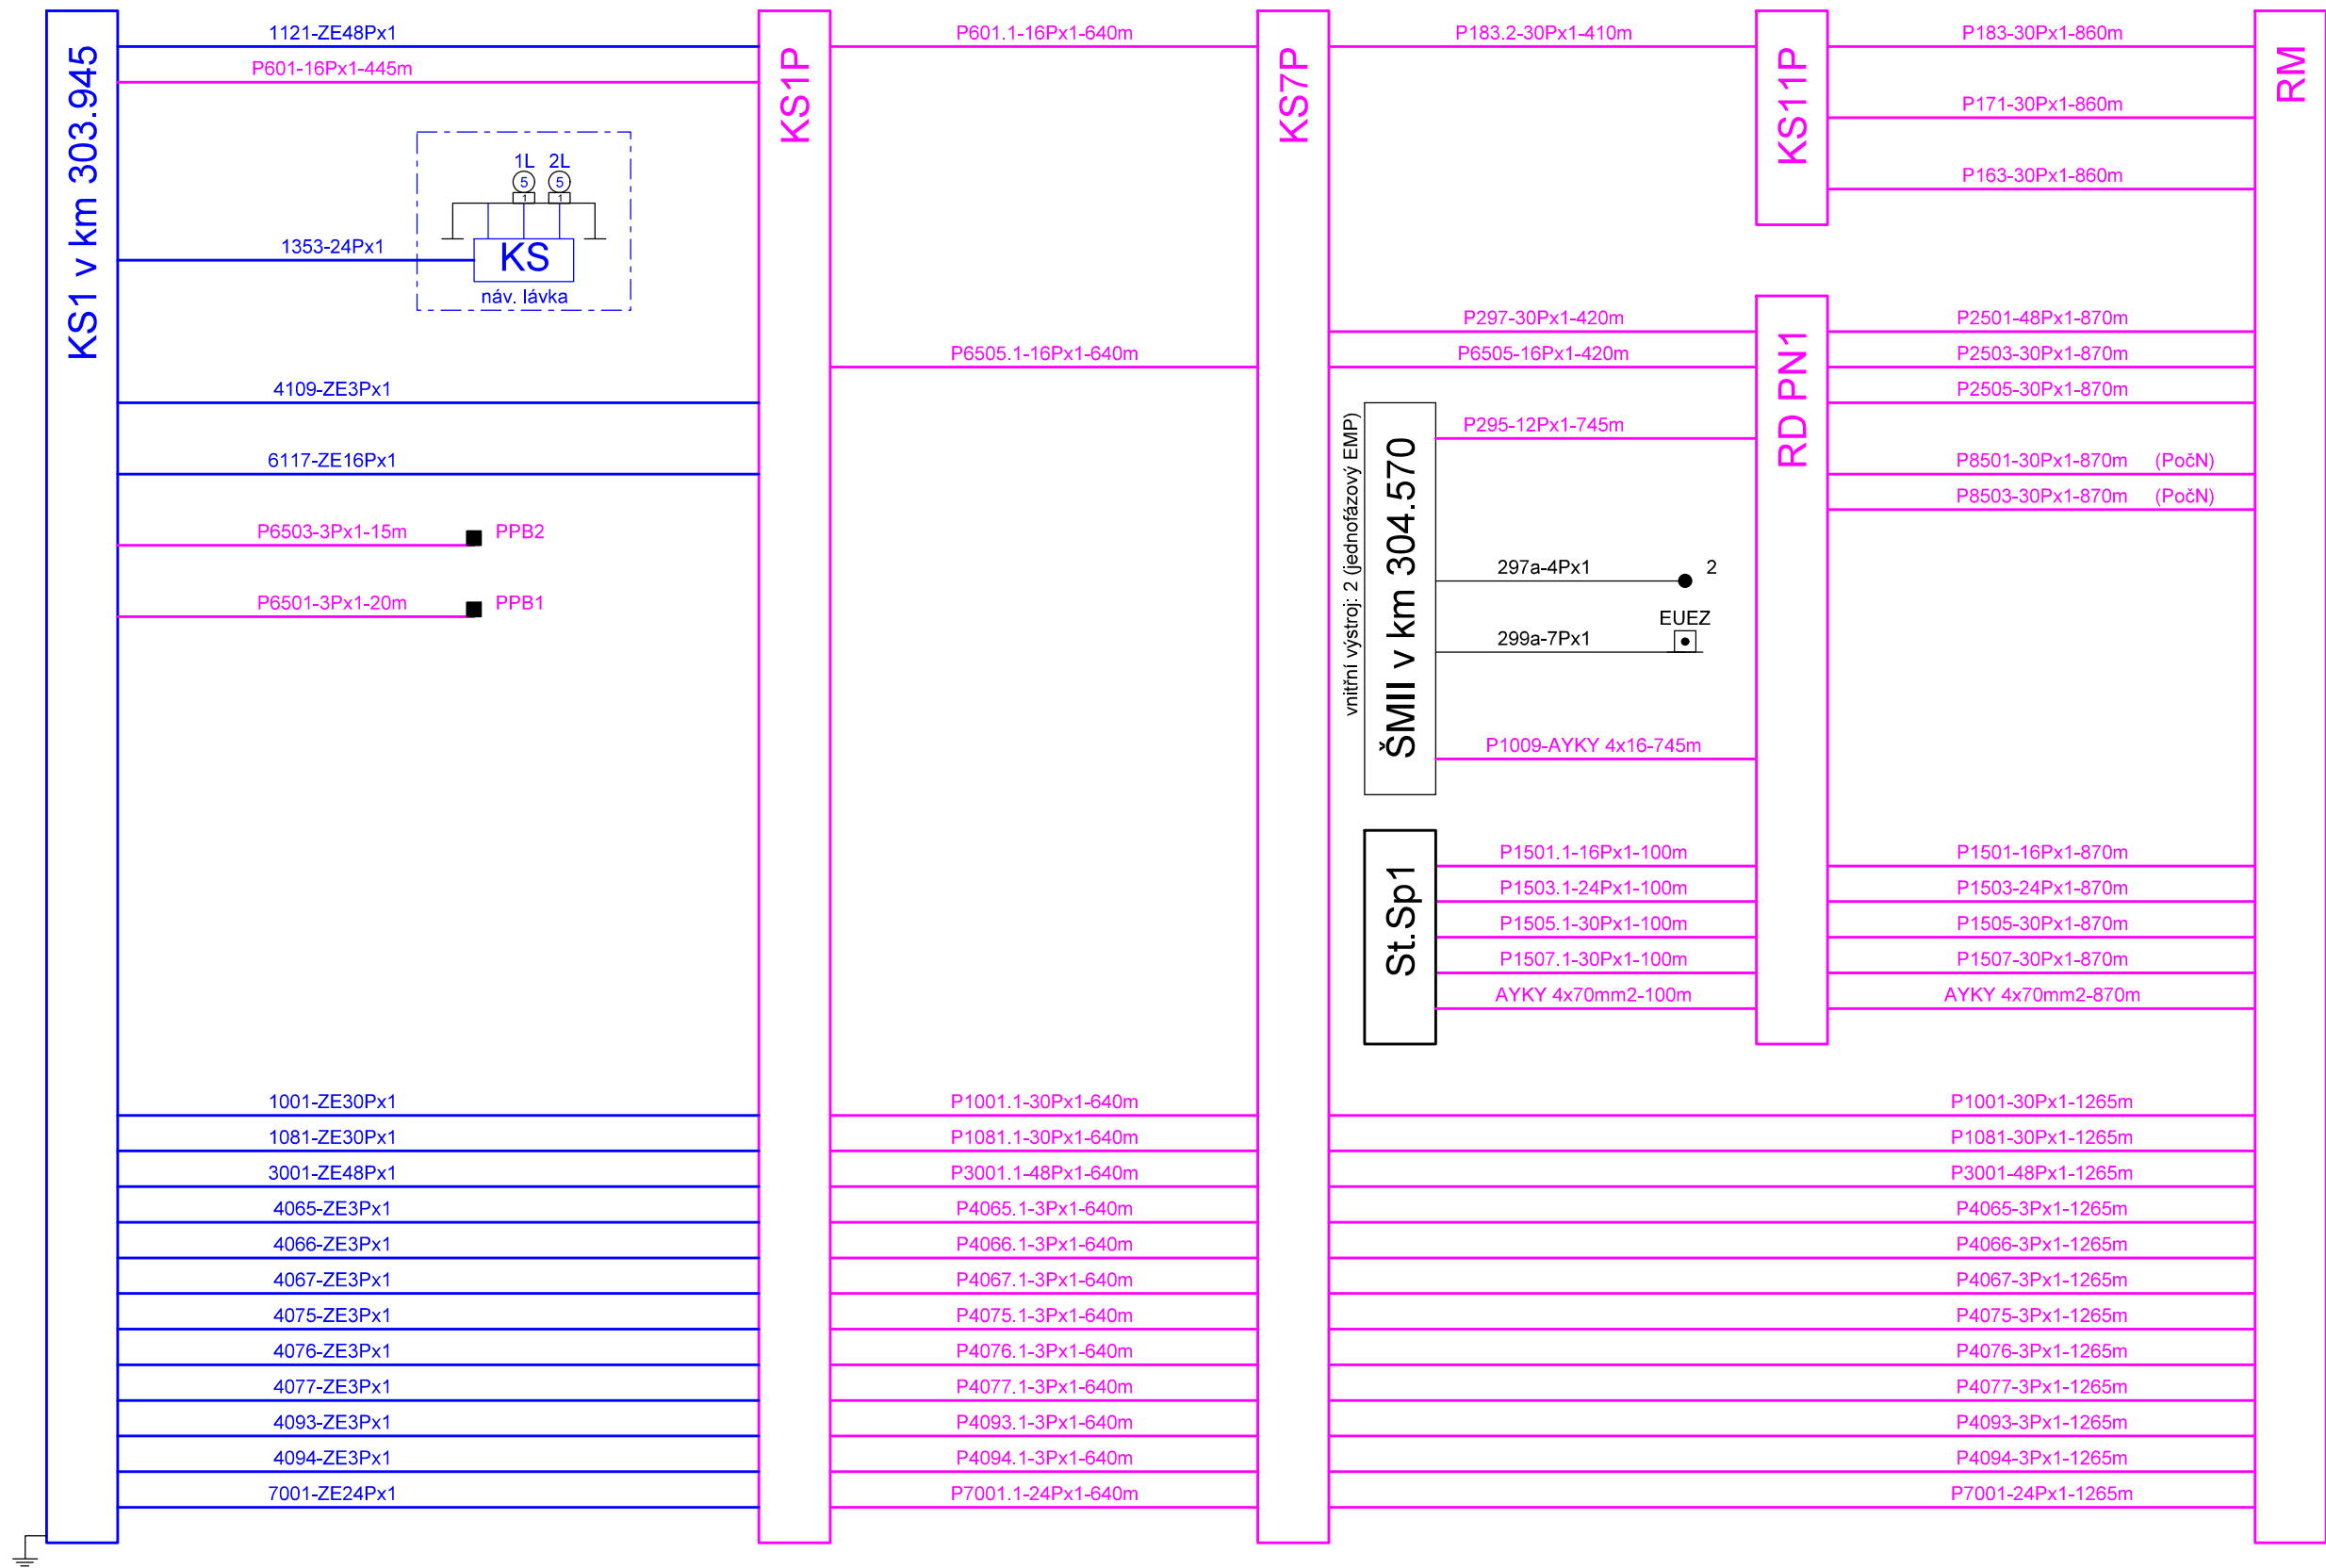 KS1 v km 303.945
1121-ZE48Px1
P601-16Px1-445m
1L
2L
5
5
1
1
1353-24Px1
KS
náv. lávka
4109-ZE3Px1
6117-ZE16Px1
P6503-3Px1-15m
PPB2
P6501-3Px1-20m
PPB1
1001-ZE30Px1
1081-ZE30Px1
3001-ZE48Px1
4065-ZE3Px1
4066-ZE3Px1
4067-ZE3Px1
4075-ZE3Px1
4076-ZE3Px1
4077-ZE3Px1
4093-ZE3Px1
4094-ZE3Px1
7001-ZE24Px1
KS1P
P601.1-16Px1-640m
P6505.1-16Px1-640m
P1001.1-30Px1-640m
P1081.1-30Px1-640m
P3001.1-48Px1-640m
P4065.1-3Px1-640m
P4066.1-3Px1-640m
P4067.1-3Px1-640m
P4075.1-3Px1-640m
P4076.1-3Px1-640m
P4077.1-3Px1-640m
P4093.1-3Px1-640m
P4094.1-3Px1-640m
P7001.1-24Px1-640m
KS7P
P183.2-30Px1-410m
P297-30Px1-420m
P6505-16Px1-420m
vnitřní výstroj: 2 (jednofázový EMP)
ŠMII v km 304.570
P295-12Px1-745m
297a-4Px1
2
EUEZ
299a-7Px1
P1009-AYKY 4x16-745m
St.Sp1
P1501.1-16Px1-100m
P1503.1-24Px1-100m
P1505.1-30Px1-100m
P1507.1-30Px1-100m
AYKY 4x70mm2-100m
KS11P
RD PN1
P183-30Px1-860m
P171-30Px1-860m
P163-30Px1-860m
P2501-48Px1-870m
P2503-30Px1-870m
P2505-30Px1-870m
P8501-30Px1-870m (PočN)
P8503-30Px1-870m (PočN)
P1501-16Px1-870m
P1503-24Px1-870m
P1505-30Px1-870m
P1507-30Px1-870m
AYKY 4x70mm2-870m
P1001-30Px1-1265m
P1081-30Px1-1265m
P3001-48Px1-1265m
P4065-3Px1-1265m
P4066-3Px1-1265m
P4067-3Px1-1265m
P4075-3Px1-1265m
P4076-3Px1-1265m
P4077-3Px1-1265m
P4093-3Px1-1265m
P4094-3Px1-1265m
P7001-24Px1-1265m
RM